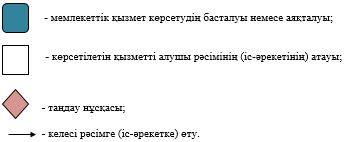 - мемлекеттік қызмет көрсетудің басталуы немесе аяқталуы;
- көрсетілетін қызметті алушы рәсімінің (іс-әрекетінің) атауы;
- таңдау нұсқасы;
- келесі рәсімге (іс-әрекетке) өту.